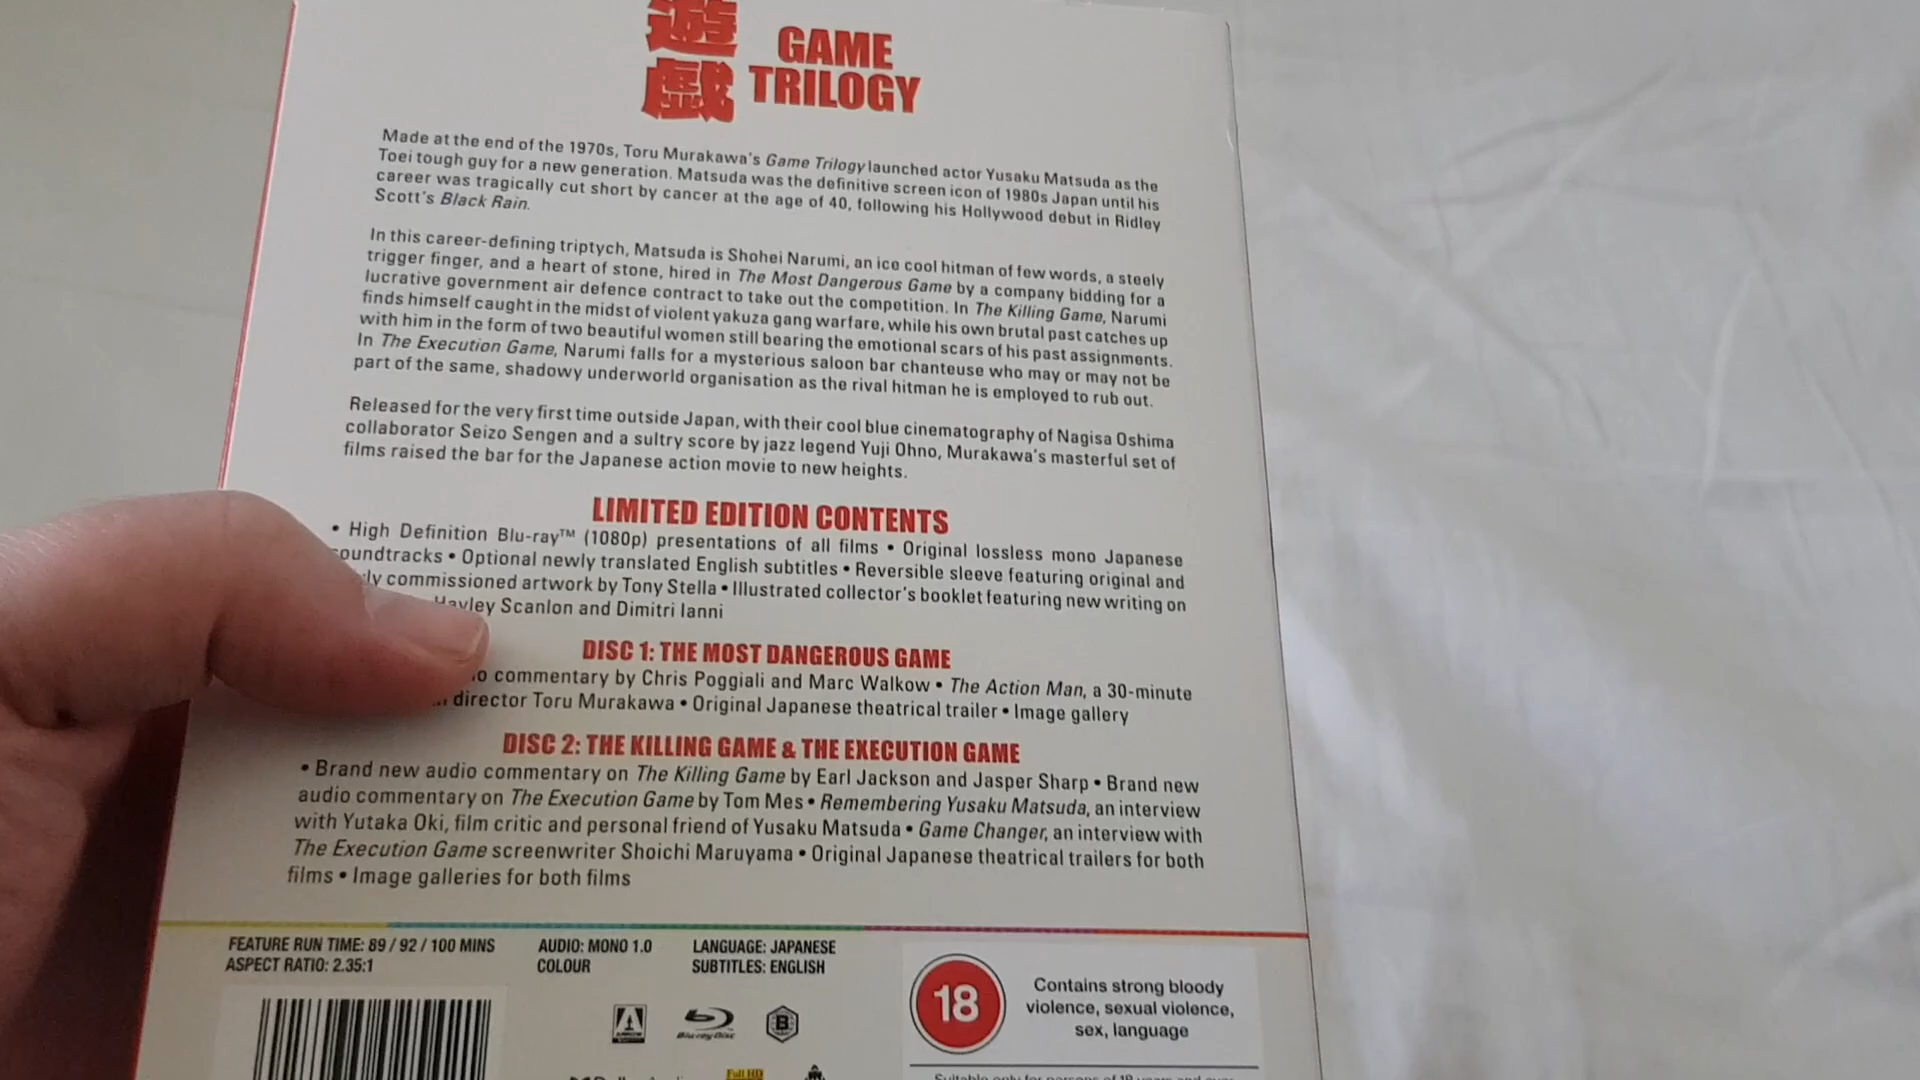 遊戯
GAME
TRILOGY
Made at the end of the 1970s, Toru Murakawa's Game Trilogy launched actor Yusaku Matsuda as the
Toei tough guy for a new generation. Matsuda was the definitive screen icon of 1980s Japan until his
career was tragically cut short by cancer at the age of 40, following his Hollywood debut in Ridley
Scott's Black Rain.
In this career-defining triptych, Matsuda is Shohei Narumi, an ice cool hitman of few words, a steely
trigger finger, and a heart of stone, hired in The Most Dangerous Game by a company bidding for a
lucrative government air defence contract to take out the competition. In The Killing Game, Narumi
finds himself caught in the midst of violent yakuza gang warfare, while his own brutal past catches up
with him in the form of two beautiful women still bearing the emotional scars of his past assignments.
In The Execution Game, Narumi falls for a mysterious saloon bar chanteuse who may or may not be
part of the same, shadowy underworld organisation as the rival hitman he is employed to rub out.
Released for the very first time outside Japan, with their cool blue cinematography of Nagisa Oshima
collaborator Seizo Sengen and a sultry score by jazz legend Yuji Ohno, Murakawa's masterful set of
films raised the bar for the Japanese action movie to new heights.
LIMITED EDITION CONTENTS
• High Definition Blu-ray™ (1080p) presentations of all films • Original lossless mono Japanese
soundtracks • Optional newly translated English subtitles • Reversible sleeve featuring original and
commissioned artwork by Tony Stella • Illustrated collector's booklet featuring new writing on
Hayley Scanlon and Dimitri Ianni
DISC 1: THE MOST DANGEROUS GAME
commentary by Chris Poggiali and Marc Walkow • The Action Man, a 30-minute
director Toru Murakawa • Original Japanese theatrical trailer • Image gallery
DISC 2: THE KILLING GAME & THE EXECUTION GAME
• Brand new audio commentary on The Killing Game by Earl Jackson and Jasper Sharp • Brand new
audio commentary on The Execution Game by Tom Mes • Remembering Yusaku Matsuda, an interview
with Yutaka Oki, film critic and personal friend of Yusaku Matsuda • Game Changer, an interview with
The Execution Game screenwriter Shoichi Maruyama • Original Japanese theatrical trailers for both
films • Image galleries for both films
FEATURE RUN TIME: 89 / 92 / 100 MINS
ASPECT RATIO: 2.35:1
AUDIO: MONO 1.0
COLOUR
LANGUAGE: JAPANESE
SUBTITLES: ENGLISH
A
Blu-ray Disc
B
18
Contains strong bloody
violence, sexual violence,
sex, language
Full HD